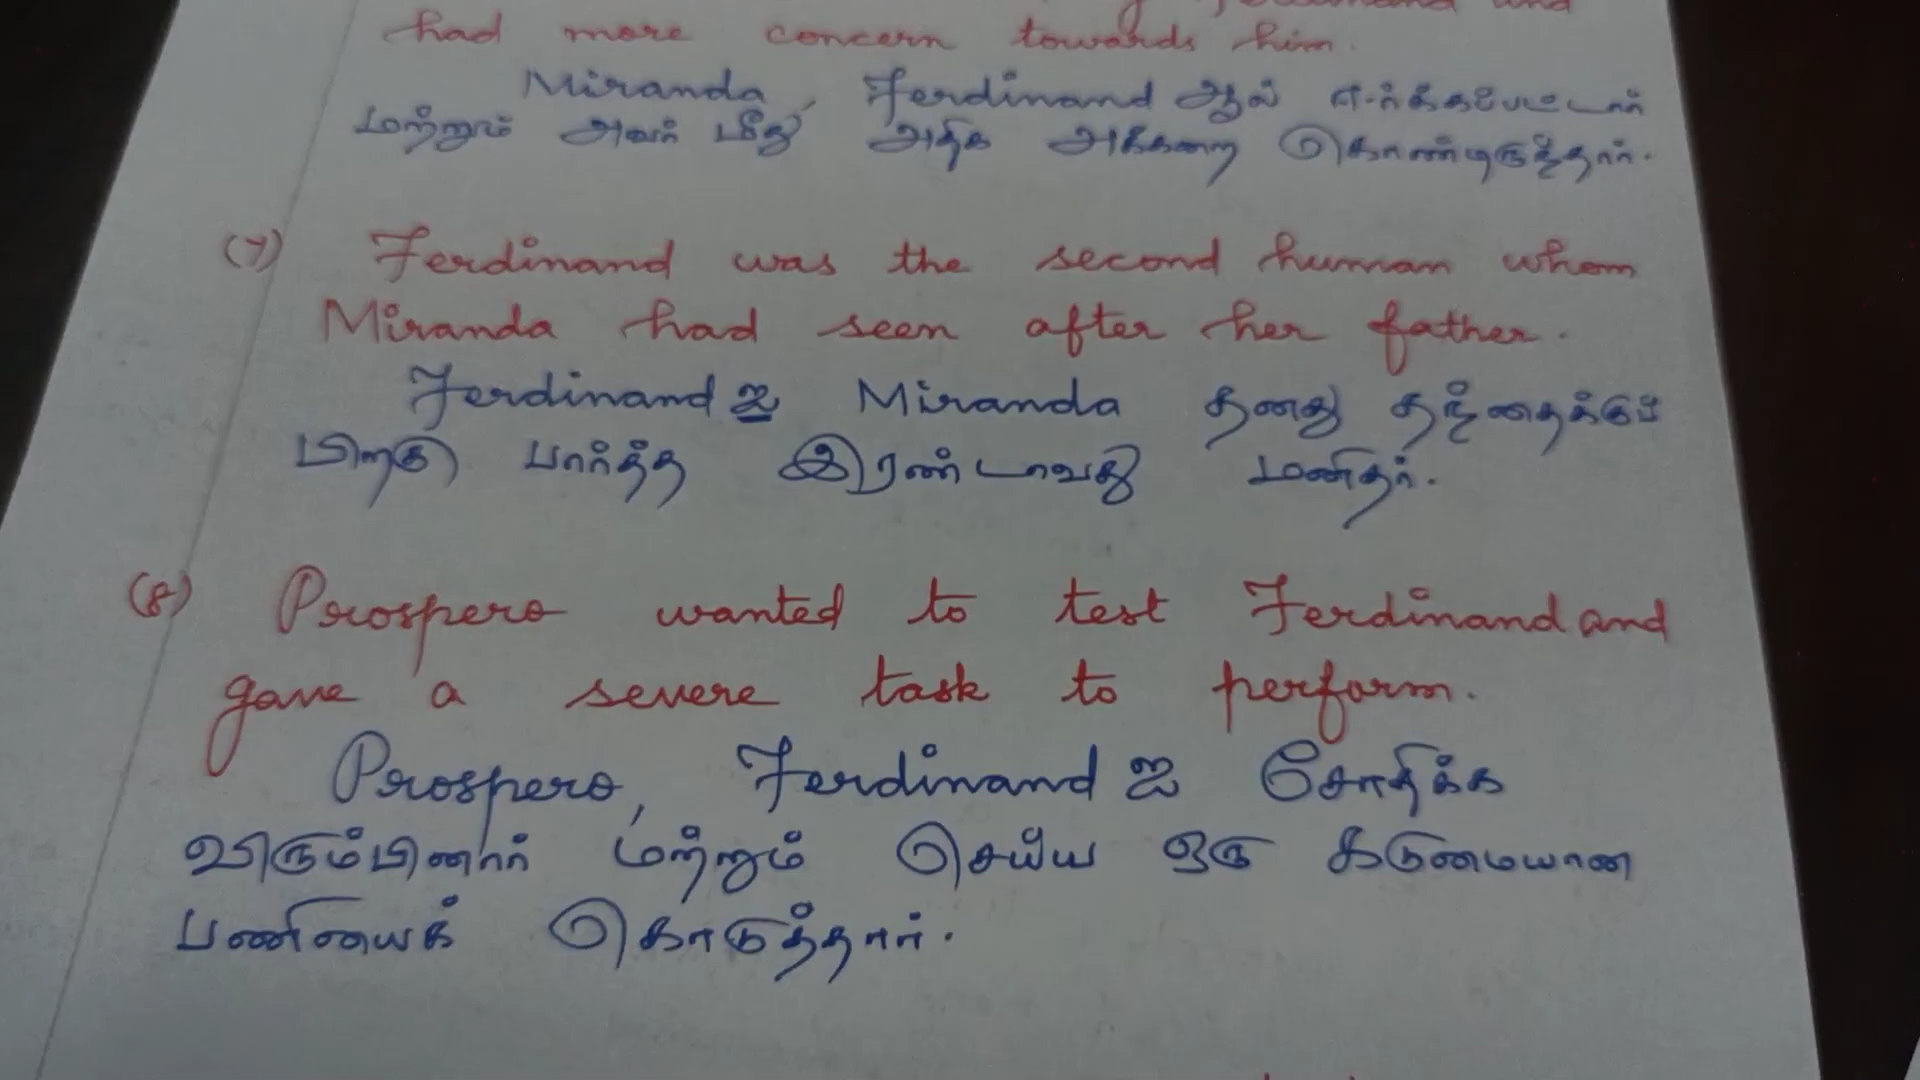 had more concern towards him.
Miranda, Ferdinand ஆல் ஈர்க்கப்பட்டார்
மற்றும் அவர் மீது அதிக அக்கறை கொண்டிருந்தார்.
(7) Ferdinand was the second human whom
Miranda had seen after her father.
Ferdinand ஐ Miranda தனது தந்தைக்குப்
பிறகு பார்த்த இரண்டாவது மனிதர்.
(8) Prospero wanted to test Ferdinand and
gave a severe task to perform.
Prospero, Ferdinand ஐ சோதிக்க
விரும்பினார் மற்றும் செய்ய ஒரு கடுமையான
பணியைக் கொடுத்தார்.